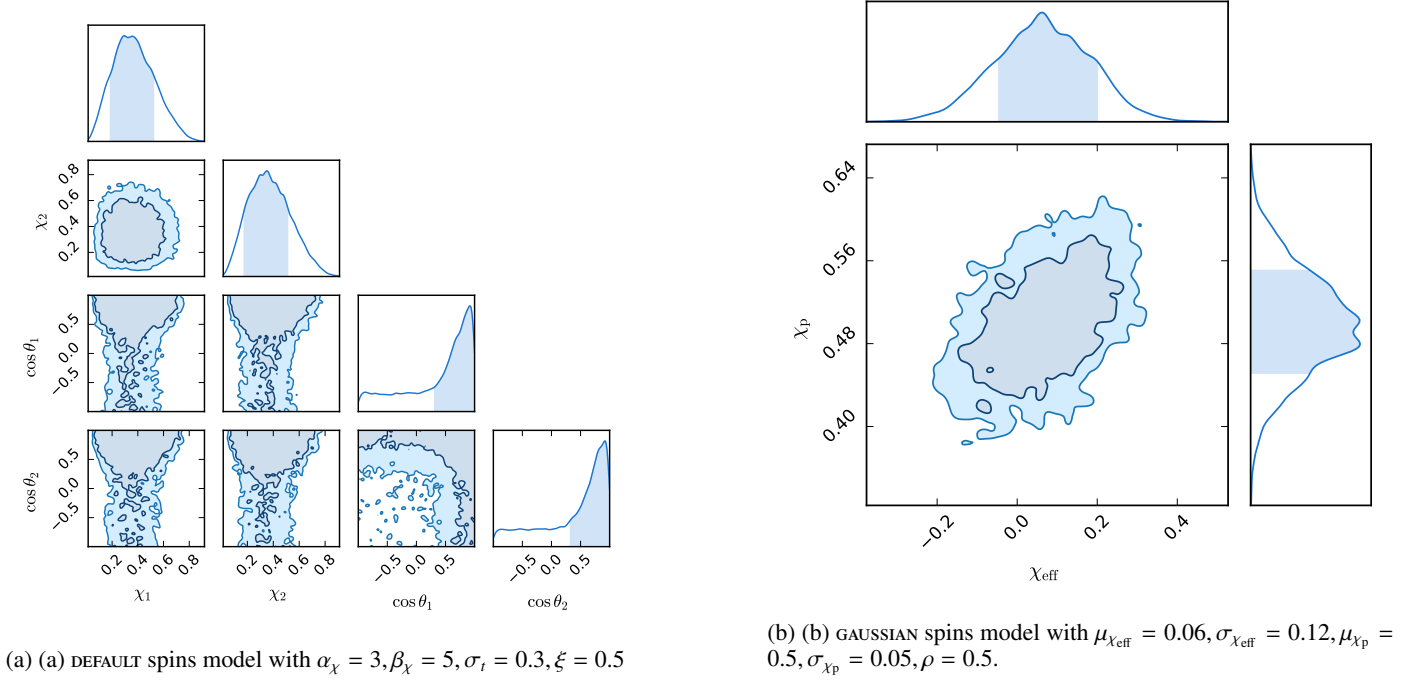 0.8
0.6
0.4
0.2
χ₂
0.5
0.0
−0.5
cos θ₁
0.5
0.0
−0.5
cos θ₂
0.2 0.4 0.6 0.8
χ₁
0.2 0.4 0.6 0.8
χ₂
−0.5 0.0 0.5
cos θ₁
−0.5 0.0 0.5
cos θ₂
(a) (a) DEFAULT spins model with αχ = 3, βχ = 5, σₜ = 0.3, ξ = 0.5
0.64
0.56
0.48
0.40
χₚ
−0.2 0.0 0.2 0.4
χeff
(b) (b) GAUSSIAN spins model with μχeff = 0.06, σχeff = 0.12, μχp =
0.5, σχp = 0.05, ρ = 0.5.